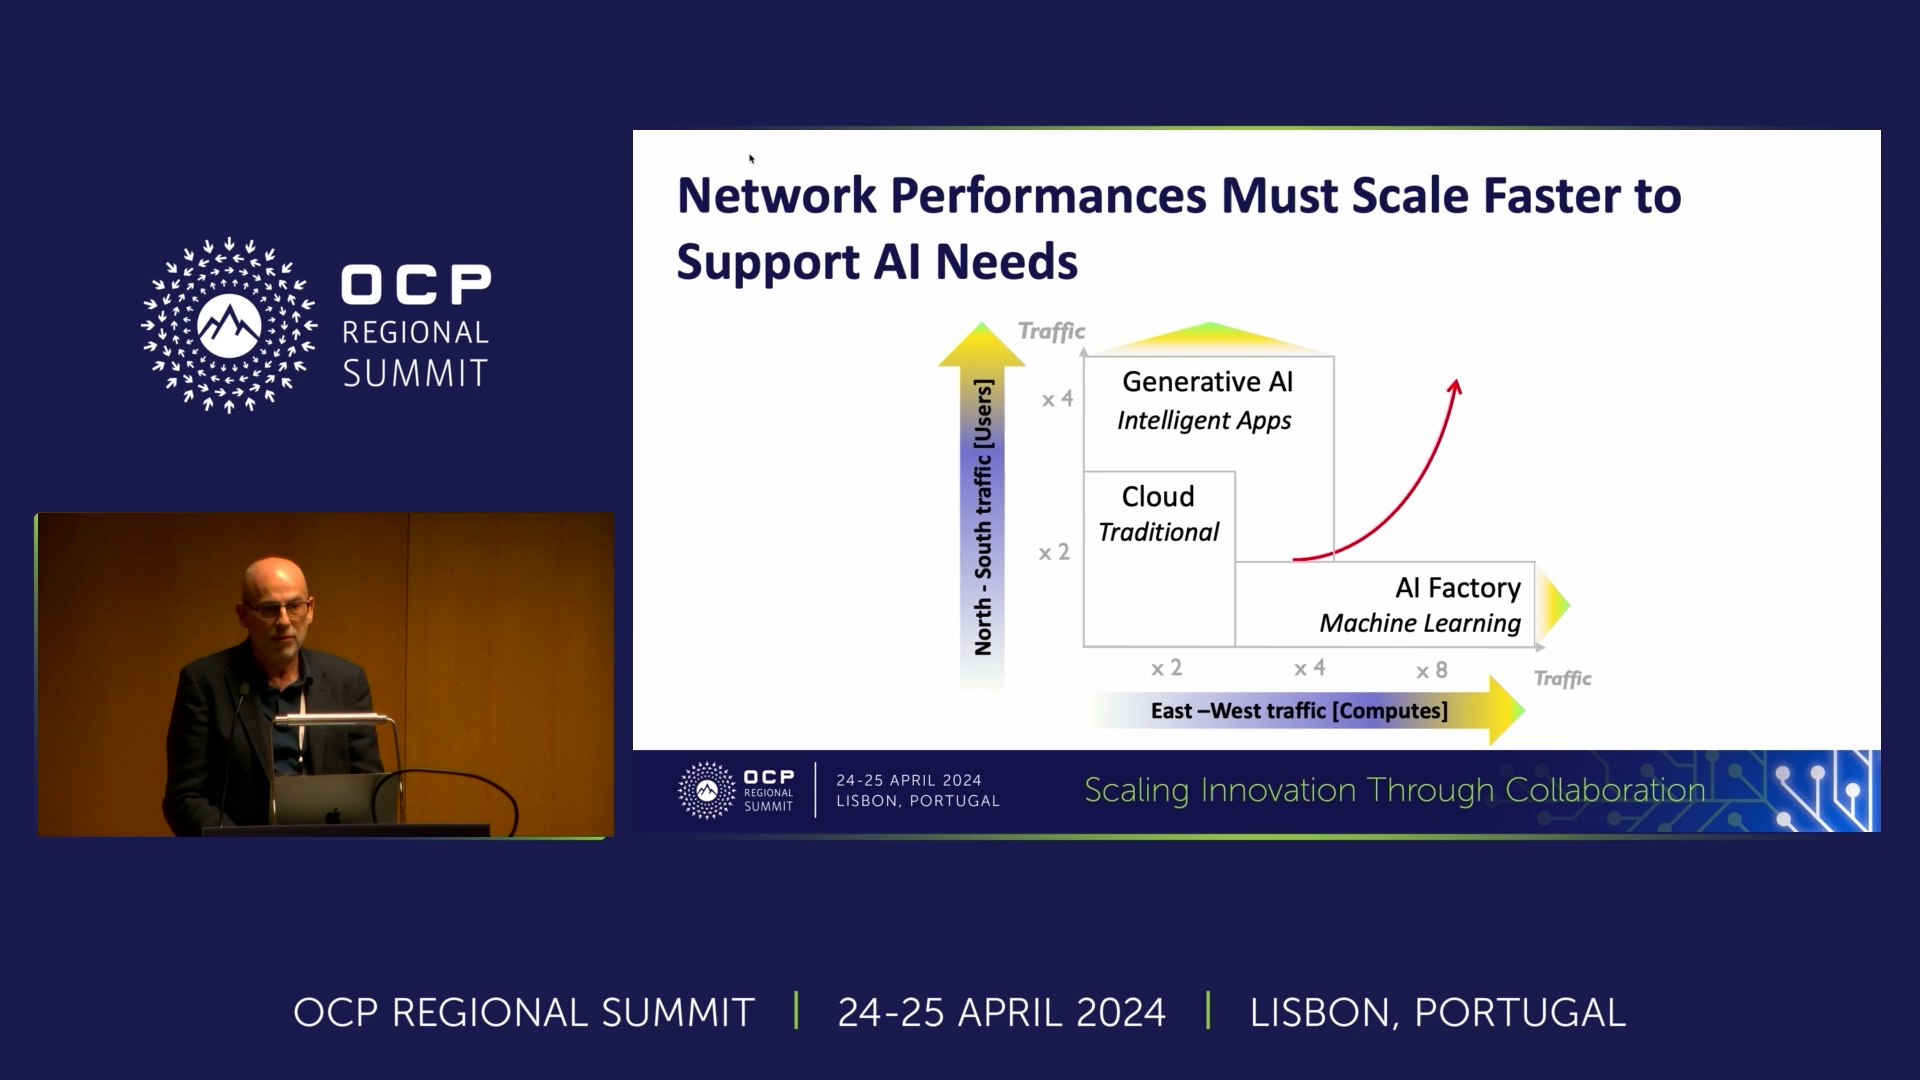 OCP
REGIONAL
SUMMIT
Network Performances Must Scale Faster to
Support AI Needs
Traffic
x 4
x 2
North - South traffic [Users]
Generative AI
Intelligent Apps
Cloud
Traditional
AI Factory
Machine Learning
x 2
x 4
x 8
Traffic
East –West traffic [Computes]
OCP
REGIONAL
SUMMIT
24-25 APRIL 2024
LISBON, PORTUGAL
Scaling Innovation Through Collaboration
OCP REGIONAL SUMMIT | 24-25 APRIL 2024 | LISBON, PORTUGAL